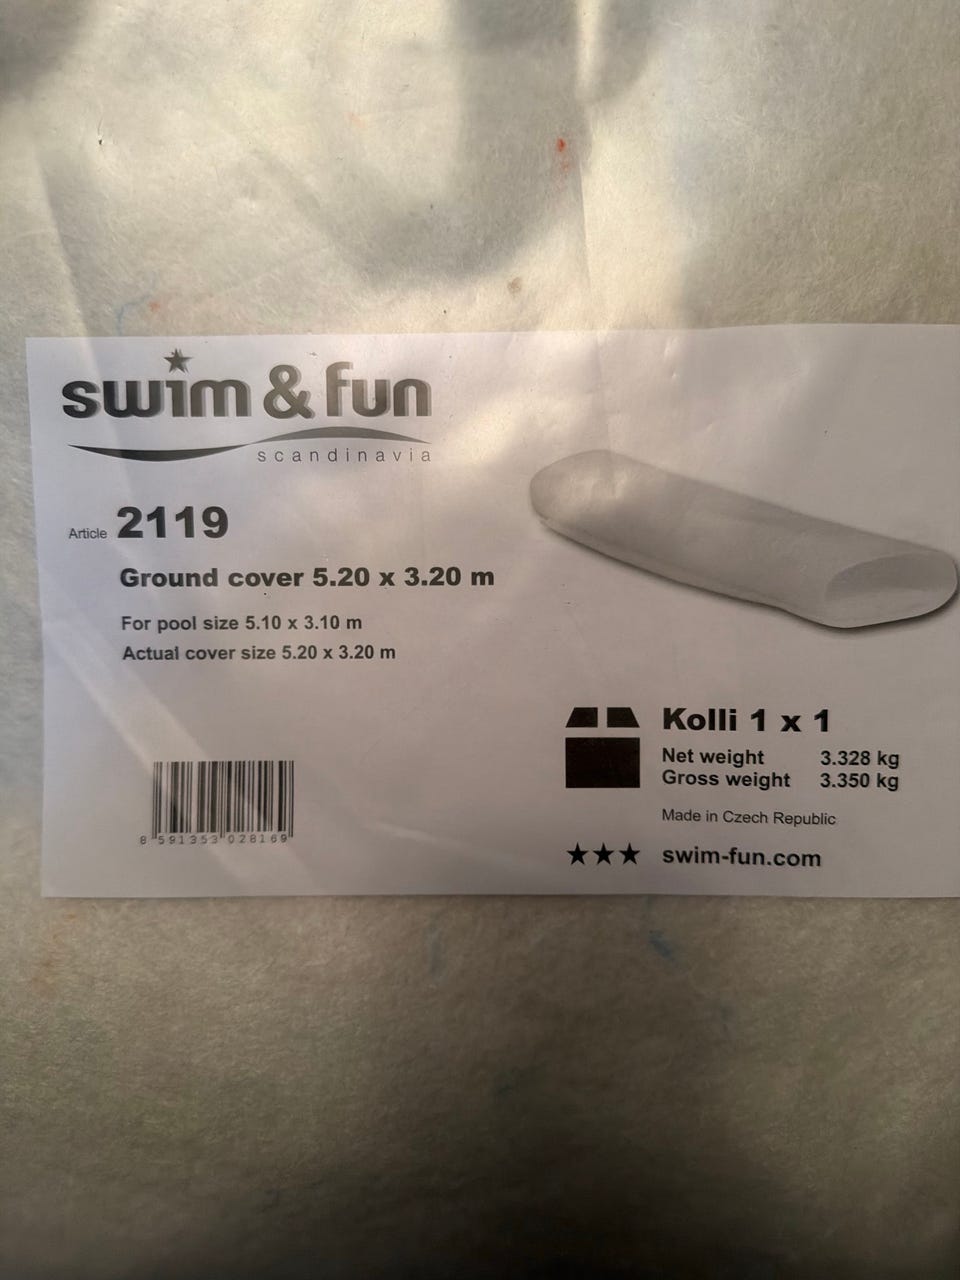 swim & fun
scandinavia
Article 2119
Ground cover 5.20 x 3.20 m
For pool size 5.10 x 3.10 m
Actual cover size 5.20 x 3.20 m
Kolli 1 x 1
Net weight 3.328 kg
Gross weight 3.350 kg
Made in Czech Republic
8 591353 028169
★★★ swim-fun.com